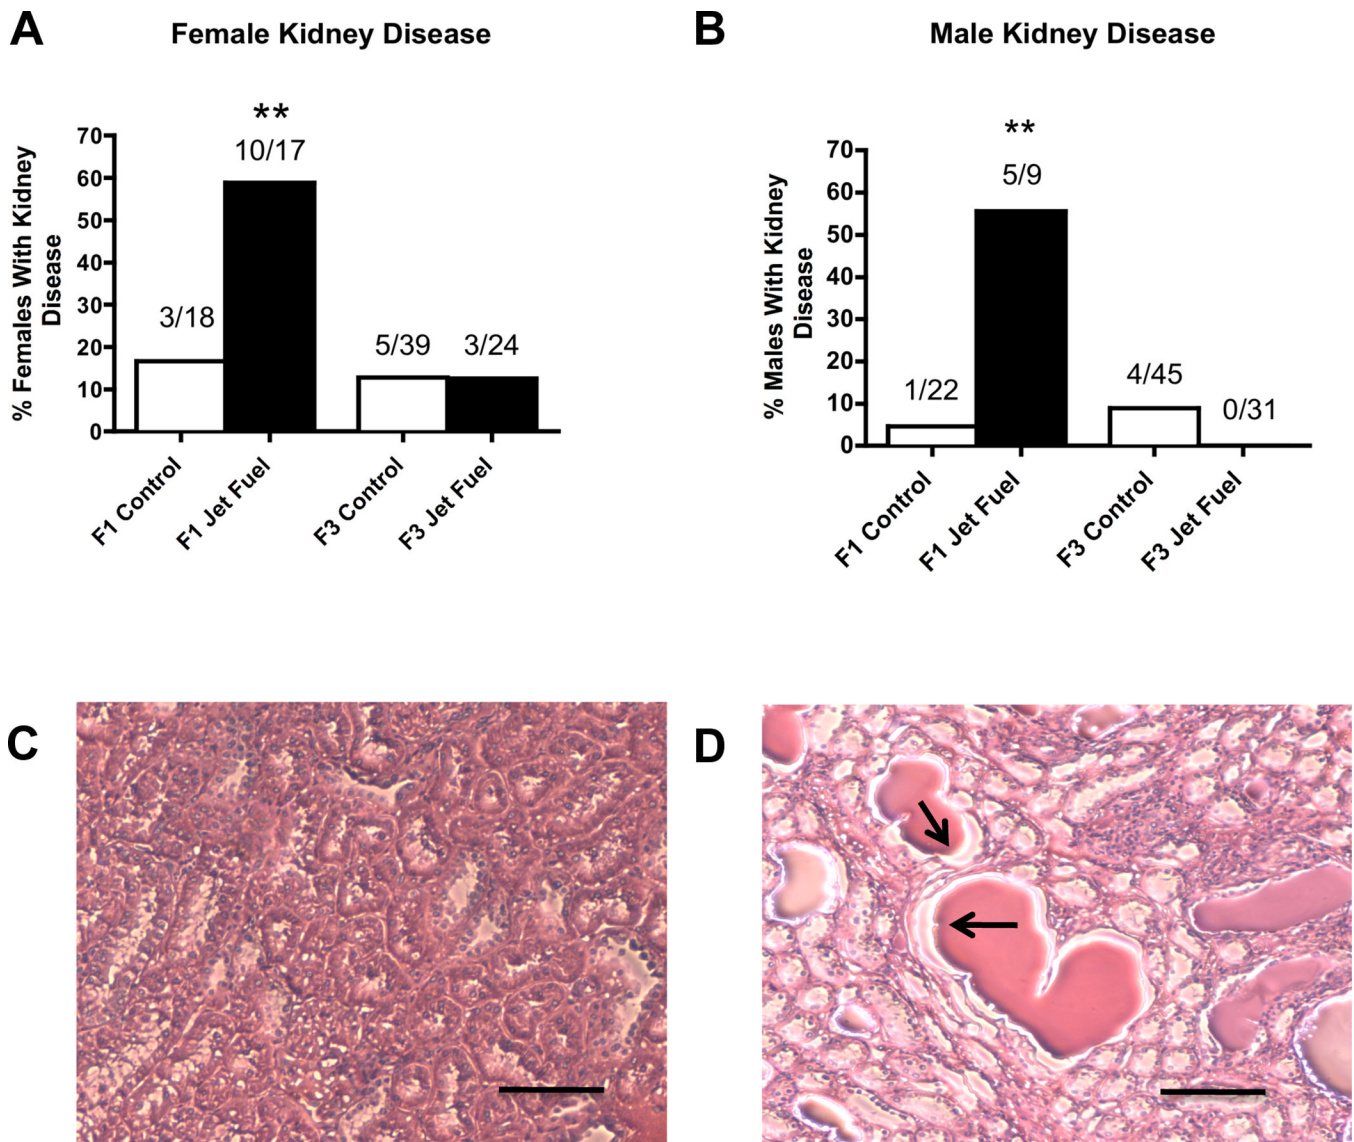 A
Female Kidney Disease
% Females With Kidney
Disease
70
60
50
40
30
20
10
0
**
10/17
3/18
5/39
3/24
F1 Control
F1 Jet Fuel
F3 Control
F3 Jet Fuel
B
Male Kidney Disease
% Males With Kidney
Disease
70
60
50
40
30
20
10
0
**
5/9
1/22
4/45
0/31
F1 Control
F1 Jet Fuel
F3 Control
F3 Jet Fuel
C
D